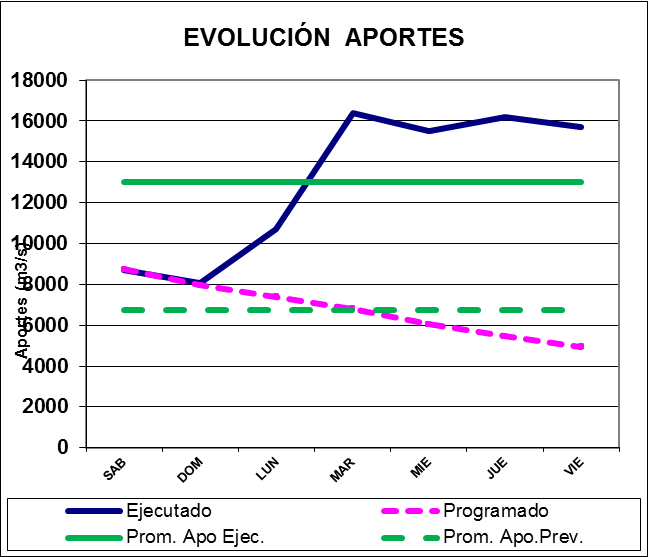 EVOLUCIÓN APORTES
Aportes (m3/s)
18000
16000
14000
12000
10000
8000
6000
4000
2000
0
SAB DOM LUN MAR MIE JUE VIE
Ejecutado Programado
Prom. Apo Ejec. Prom. Apo.Prev.